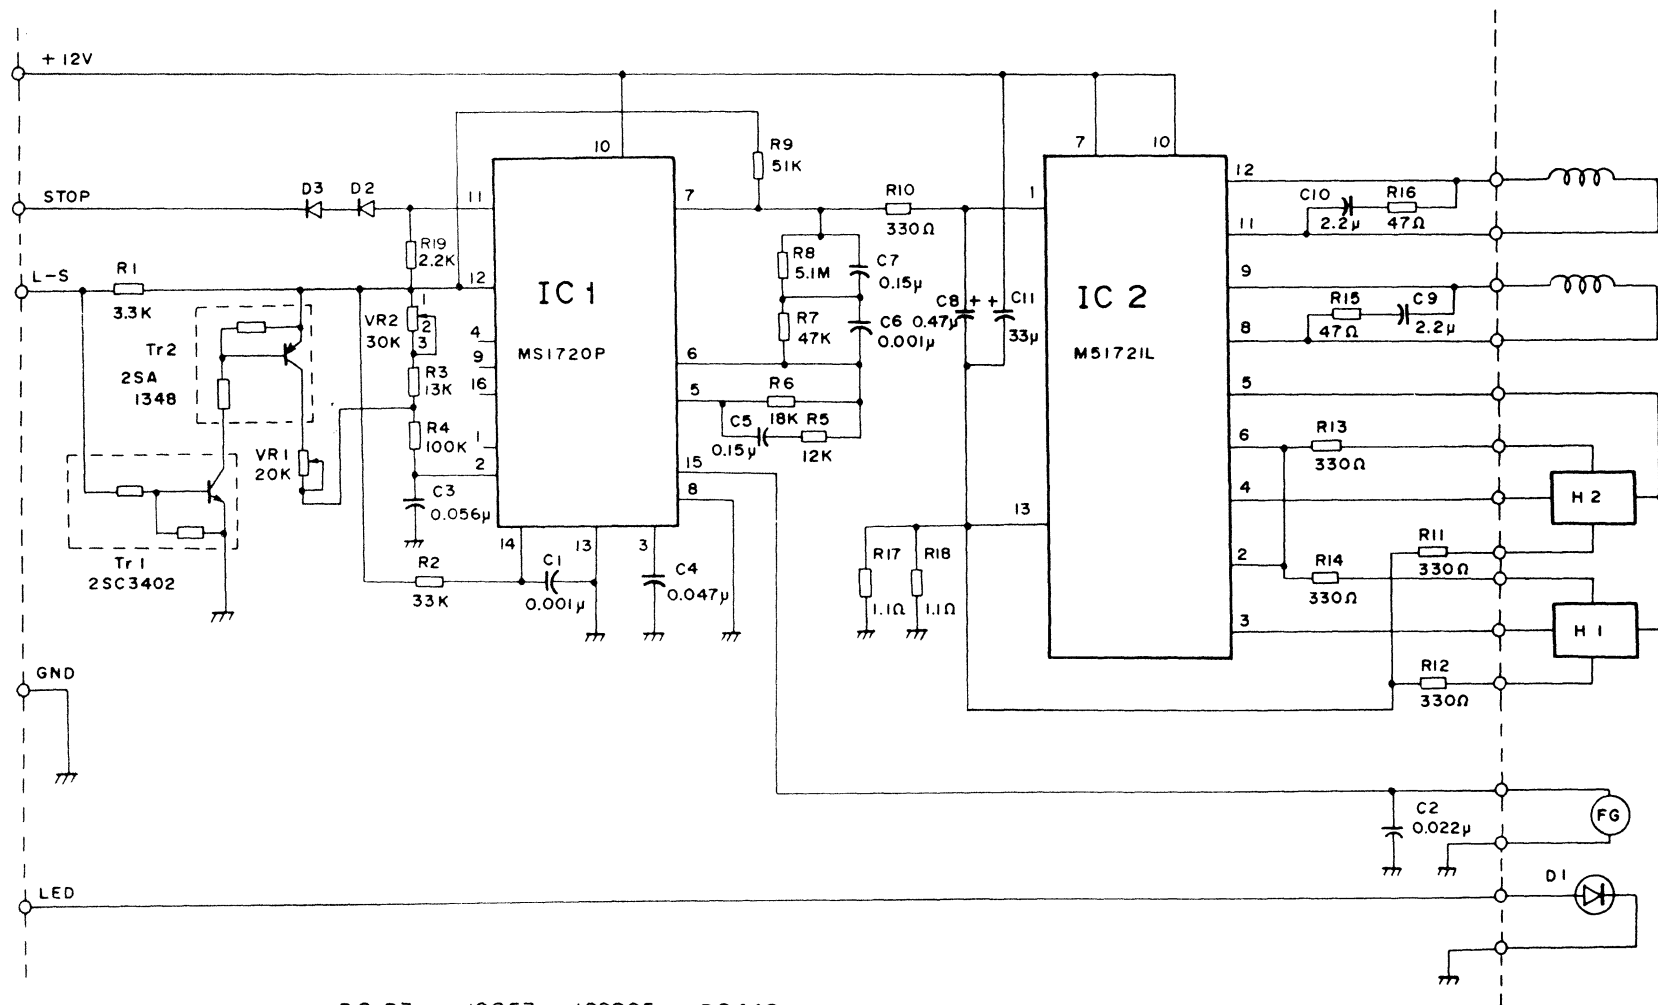 +12V
STOP
L-S
R1
3.3K
Tr2
2SA
1348
VR1
20K
Tr1
2SC3402
GND
LED
D3
D2
R19
2.2K
VR2
30K
1
2
3
R3
13K
R4
100K
C3
0.056μ
R2
33K
C1
0.001μ
C4
0.047μ
IC1
MS1720P
10
11
12
4
9
16
1
2
14
13
3
7
6
5
15
8
R9
51K
R10
330Ω
R8
5.1M
C7
0.15μ
R7
47K
C6
0.001μ
R6
18K
C5
0.15μ
R5
12K
C8
0.47μ
+
+
C11
33μ
R17
1.1Ω
R18
1.1Ω
IC2
M51721L
7
10
1
13
12
11
9
8
5
6
4
2
3
C10
2.2μ
R16
47Ω
R15
47Ω
C9
2.2μ
R13
330Ω
R11
330Ω
R14
330Ω
R12
330Ω
H2
H1
C2
0.022μ
FG
D1